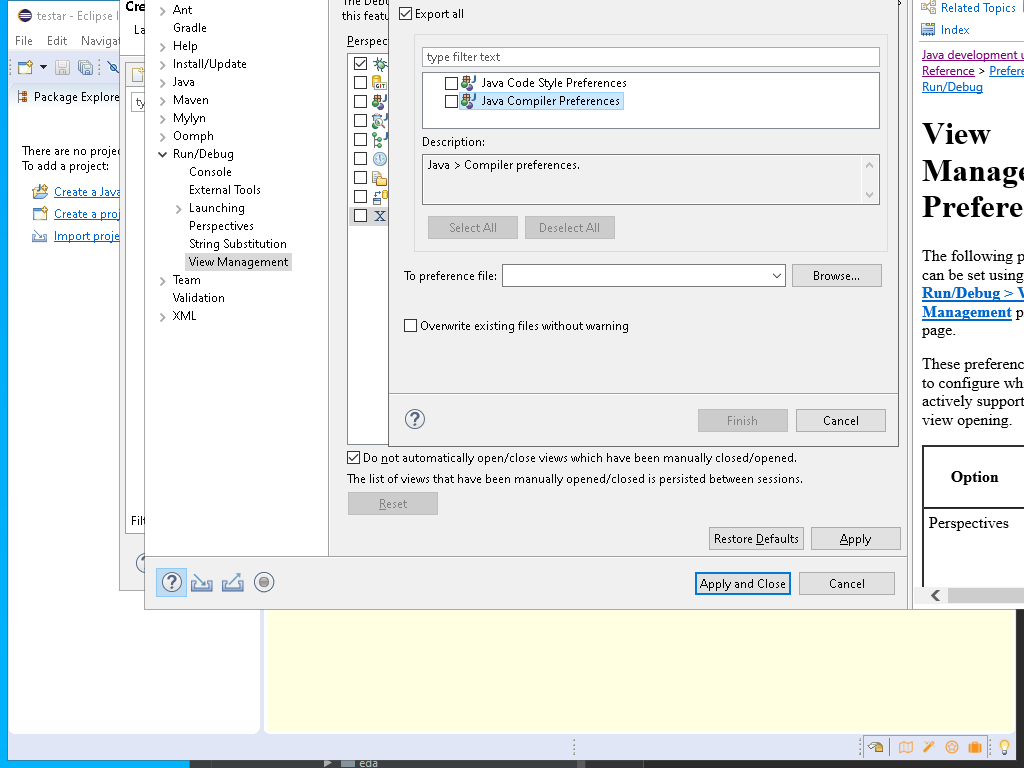 testar - Eclipse I
File Edit Navigat
Package Explore
There are no projec
To add a project:
Create a Java
Create a proj
Import proje
Cre
La
ty
Filt
Ant
Gradle
Help
Install/Update
Java
Maven
Mylyn
Oomph
Run/Debug
Console
External Tools
Launching
Perspectives
String Substitution
View Management
Team
Validation
XML
The Debu
this featu
Perspec
Export all
type filter text
Java Code Style Preferences
Java Compiler Preferences
Description:
Java > Compiler preferences.
Select All Deselect All
To preference file: Browse...
Overwrite existing files without warning
Finish Cancel
Do not automatically open/close views which have been manually closed/opened.
The list of views that have been manually opened/closed is persisted between sessions.
Reset
Restore Defaults Apply
Apply and Close Cancel
Related Topics
Index
Java development u
Reference > Prefere
Run/Debug
View
Manage
Prefere
The following p
can be set using
Run/Debug > V
Management p
page.
These preferenc
to configure whi
actively support
view opening.
Option
Perspectives
eda